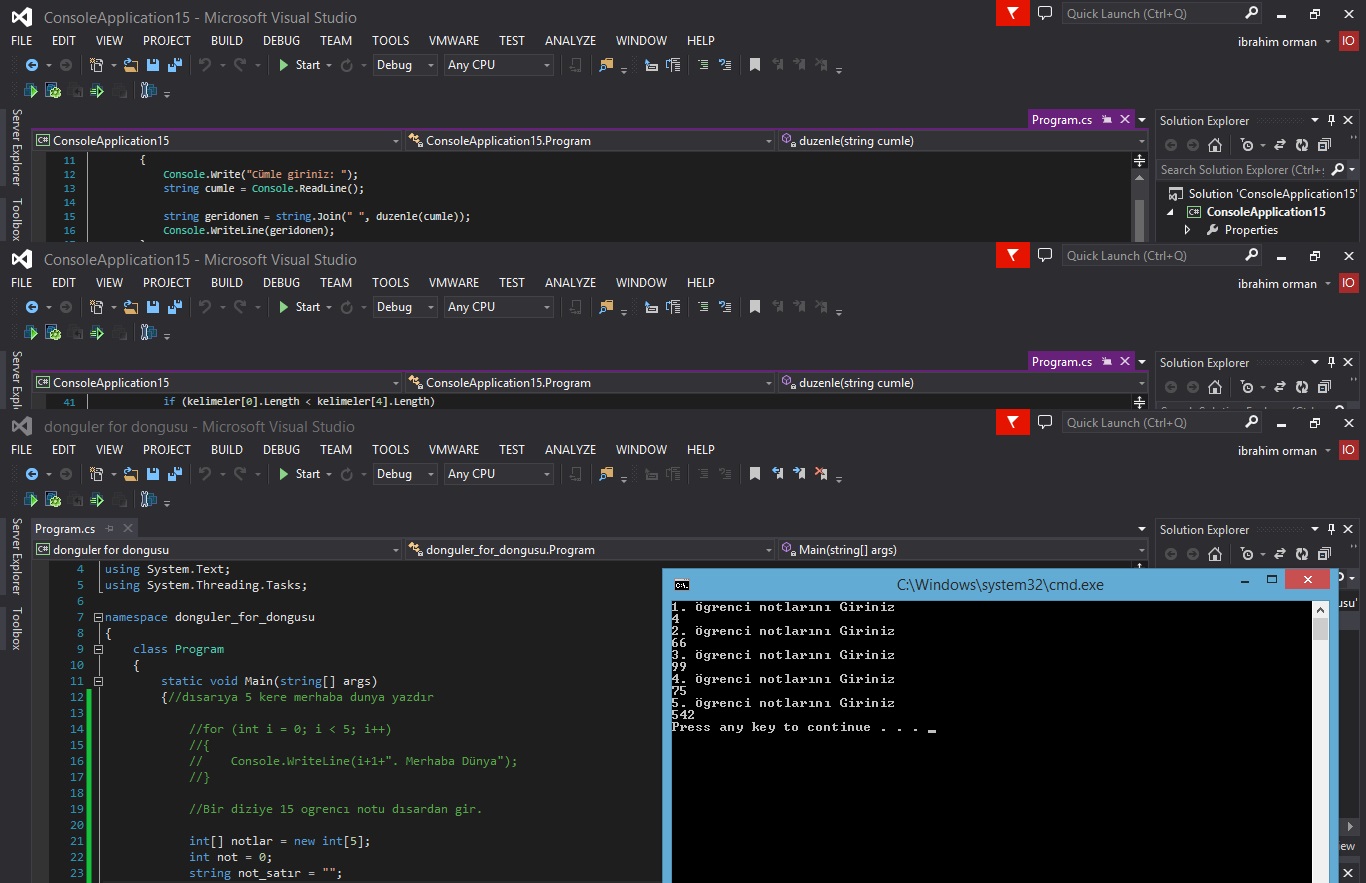 ConsoleApplication15 - Microsoft Visual Studio
Quick Launch (Ctrl+Q)
FILE EDIT VIEW PROJECT BUILD DEBUG TEAM TOOLS VMWARE TEST ANALYZE WINDOW HELP
ibrahim orman IO
Start Debug Any CPU
Server Explorer
Toolbox
Program.cs
Solution Explorer
ConsoleApplication15 ConsoleApplication15.Program duzenle(string cumle)
Search Solution Explorer (Ctrl+;
11 {
12 Console.Write("Cümle giriniz: ");
13 string cumle = Console.ReadLine();
14
15 string geridonen = string.Join(" ", duzenle(cumle));
16 Console.WriteLine(geridonen);
Solution 'ConsoleApplication15'
ConsoleApplication15
Properties
ConsoleApplication15 - Microsoft Visual Studio
Quick Launch (Ctrl+Q)
FILE EDIT VIEW PROJECT BUILD DEBUG TEAM TOOLS VMWARE TEST ANALYZE WINDOW HELP
ibrahim orman IO
Start Debug Any CPU
Server Expl
Program.cs
Solution Explorer
ConsoleApplication15 ConsoleApplication15.Program duzenle(string cumle)
41 if (kelimeler[0].Length < kelimeler[4].Length)
donguler for dongusu - Microsoft Visual Studio
Quick Launch (Ctrl+Q)
FILE EDIT VIEW PROJECT BUILD DEBUG TEAM TOOLS VMWARE TEST ANALYZE WINDOW HELP
ibrahim orman IO
Start Debug Any CPU
Server Explorer
Toolbox
Program.cs
Solution Explorer
donguler for dongusu donguler_for_dongusu.Program Main(string[] args)
4 using System.Text;
5 using System.Threading.Tasks;
6
7 namespace donguler_for_dongusu
8 {
9 class Program
10 {
11 static void Main(string[] args)
12 {//dısarıya 5 kere merhaba dunya yazdır
13
14 //for (int i = 0; i < 5; i++)
15 //{
16 // Console.WriteLine(i+1+". Merhaba Dünya");
17 //}
18
19 //Bir diziye 15 ogrencı notu dısardan gir.
20
21 int[] notlar = new int[5];
22 int not = 0;
23 string not_satır = "";
C:\Windows\system32\cmd.exe
1. Ögrenci notlarını Giriniz
4
2. Ögrenci notlarını Giriniz
66
3. Ögrenci notlarını Giriniz
99
4. Ögrenci notlarını Giriniz
75
5. Ögrenci notlarını Giriniz
542
Press any key to continue . . .
usu'
ew